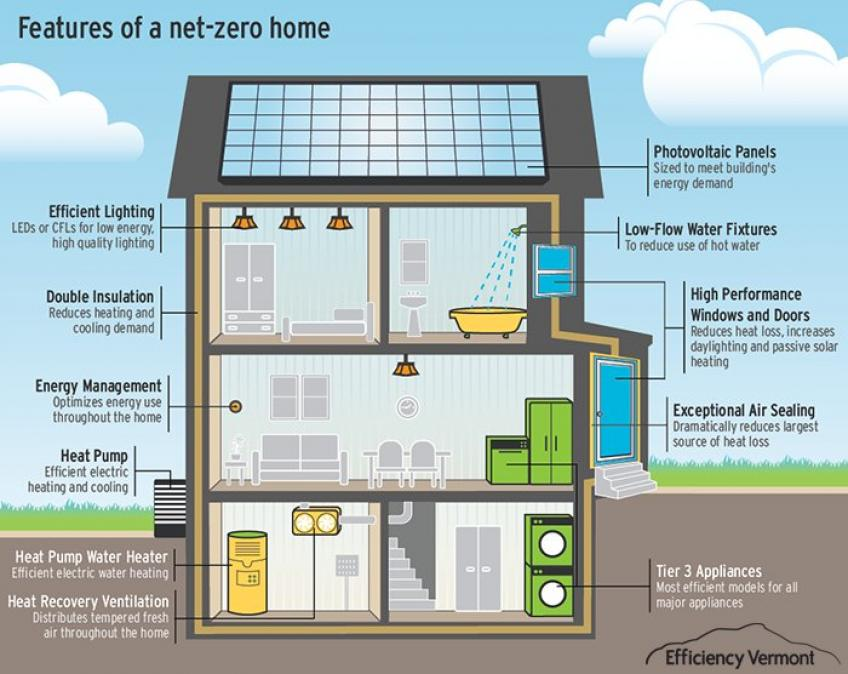 Features of a net-zero home
Photovoltaic Panels
Sized to meet building's
energy demand
Efficient Lighting
LEDs or CFLs for low energy,
high quality lighting
Low-Flow Water Fixtures
To reduce use of hot water
Double Insulation
Reduces heating and
cooling demand
High Performance
Windows and Doors
Reduces heat loss, increases
daylighting and passive solar
heating
Energy Management
Optimizes energy use
throughout the home
Exceptional Air Sealing
Dramatically reduces largest
source of heat loss
Heat Pump
Efficient electric
heating and cooling
Heat Pump Water Heater
Efficient electric water heating
Heat Recovery Ventilation
Distributes tempered fresh
air throughout the home
Tier 3 Appliances
Most efficient models for all
major appliances
Efficiency Vermont